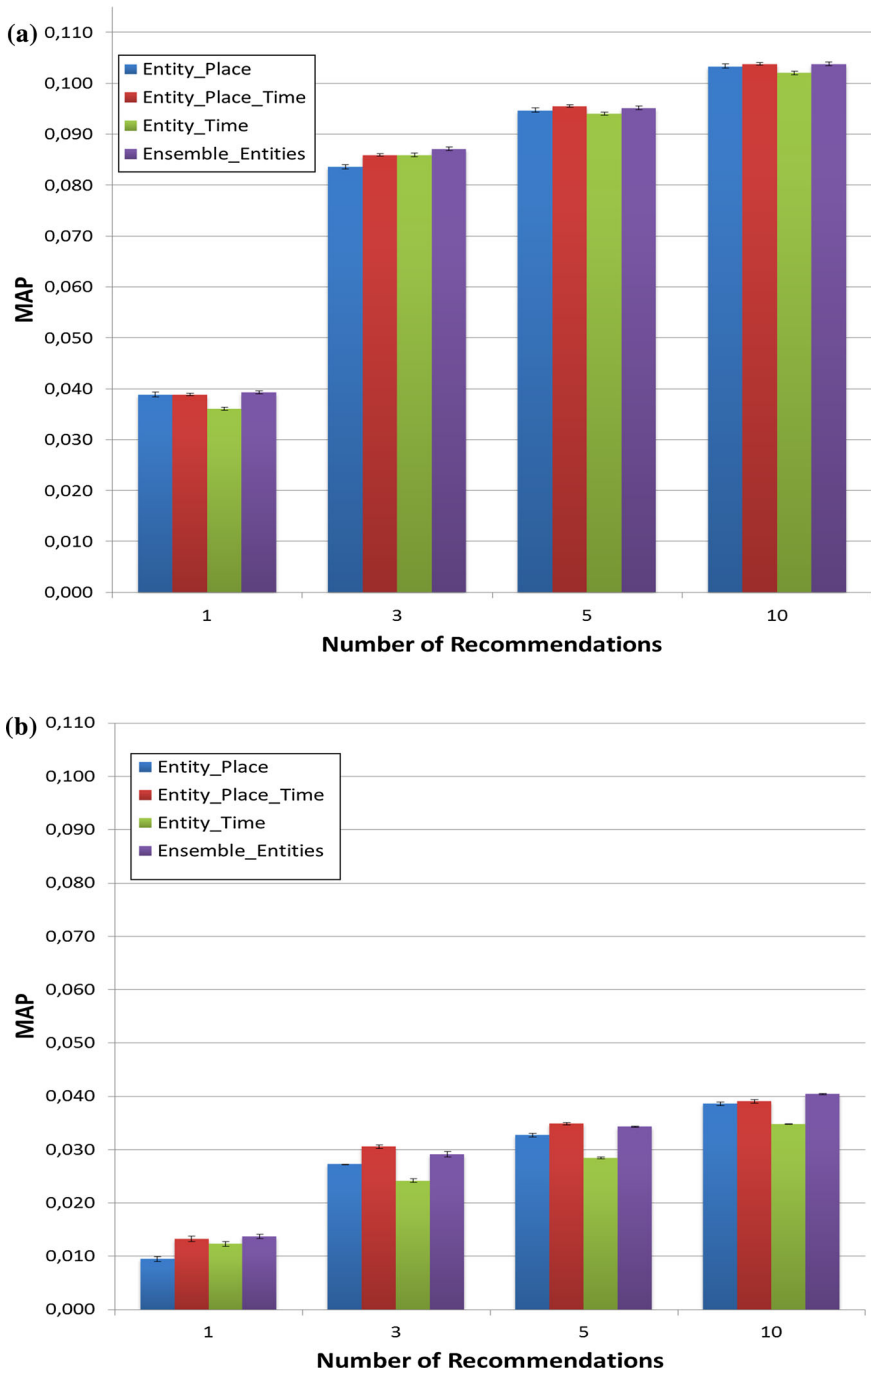 (a)
0,110
0,100
0,090
0,080
0,070
0,060
0,050
0,040
0,030
0,020
0,010
0,000
MAP
Entity_Place
Entity_Place_Time
Entity_Time
Ensemble_Entities
1 3 5 10
Number of Recommendations
(b)
0,110
0,100
0,090
0,080
0,070
0,060
0,050
0,040
0,030
0,020
0,010
0,000
MAP
Entity_Place
Entity_Place_Time
Entity_Time
Ensemble_Entities
1 3 5 10
Number of Recommendations